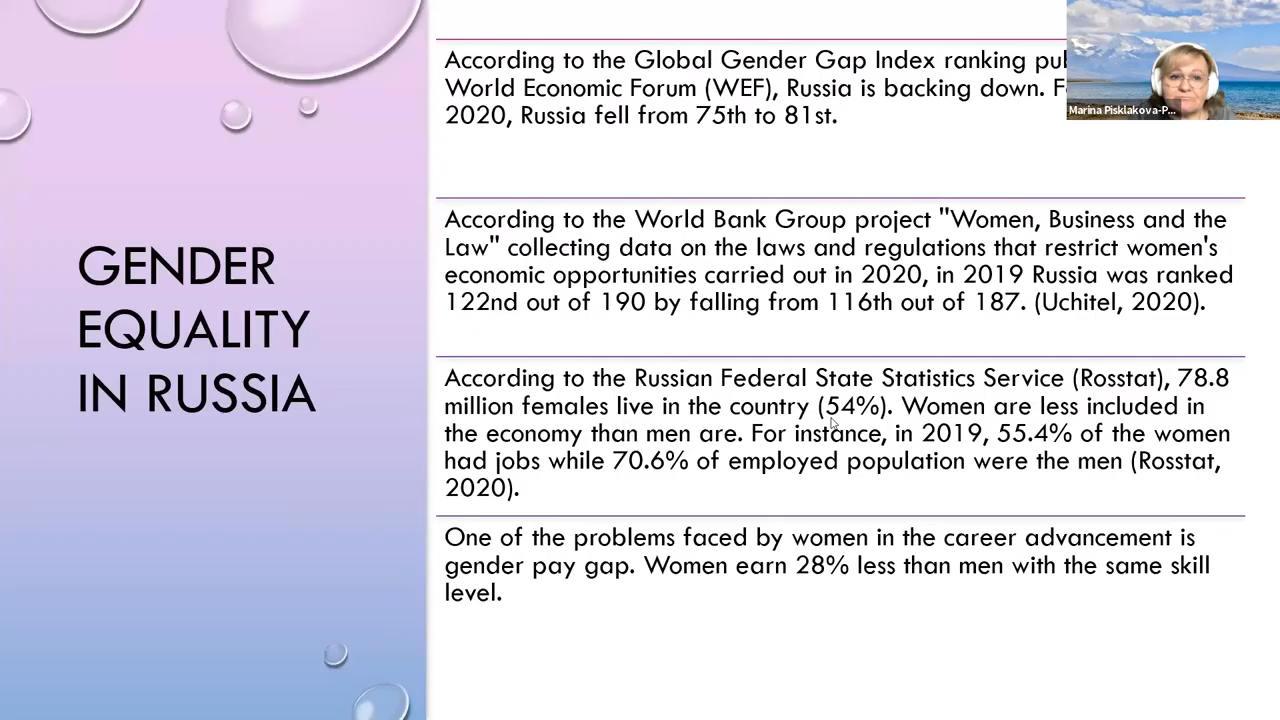 GENDER
EQUALITY
IN RUSSIA
According to the Global Gender Gap Index ranking
World Economic Forum (WEF), Russia is backing down.
2020, Russia fell from 75th to 81st.
According to the World Bank Group project "Women, Business and the
Law" collecting data on the laws and regulations that restrict women's
economic opportunities carried out in 2020, in 2019 Russia was ranked
122nd out of 190 by falling from 116th out of 187. (Uchitel, 2020).
According to the Russian Federal State Statistics Service (Rosstat), 78.8
million females live in the country (54%). Women are less included in
the economy than men are. For instance, in 2019, 55.4% of the women
had jobs while 70.6% of employed population were the men (Rosstat,
2020).
One of the problems faced by women in the career advancement is
gender pay gap. Women earn 28% less than men with the same skill
level.
Marina Pisklakova-P...